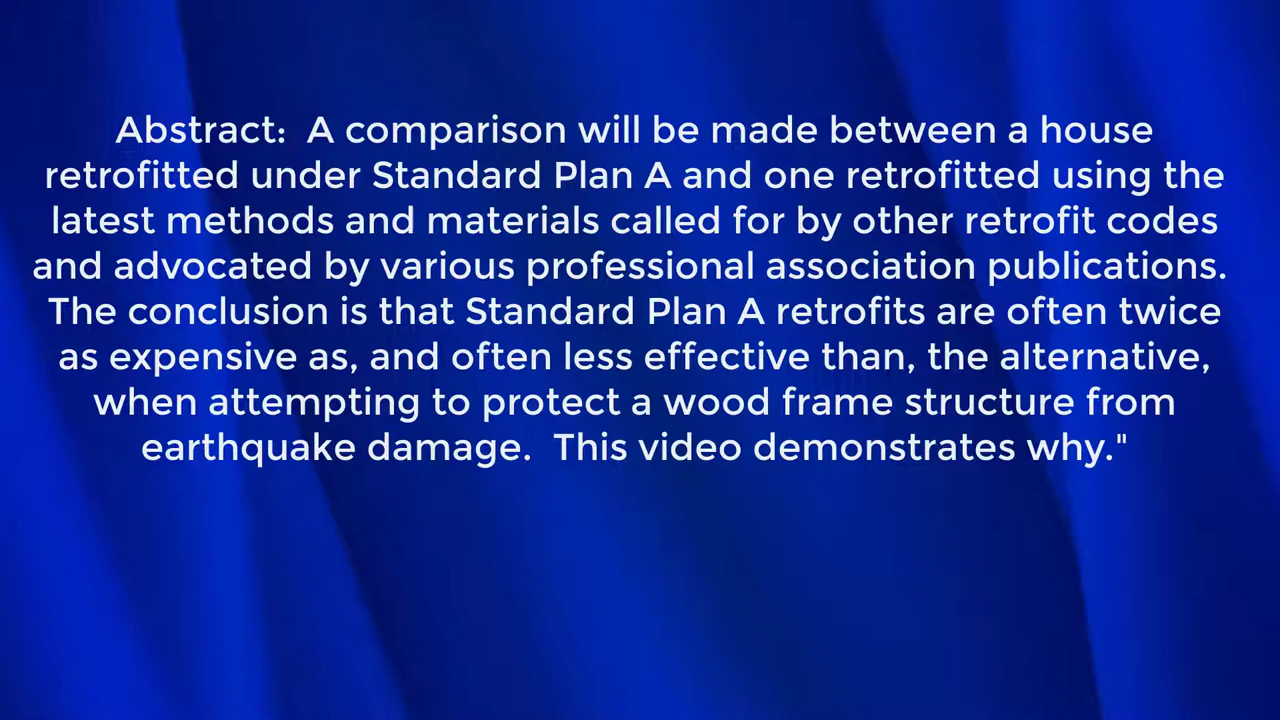 Abstract:  A comparison will be made between a house
retrofitted under Standard Plan A and one retrofitted using the
latest methods and materials called for by other retrofit codes
and advocated by various professional association publications.
The conclusion is that Standard Plan A retrofits are often twice
as expensive as, and often less effective than, the alternative,
when attempting to protect a wood frame structure from
earthquake damage.  This video demonstrates why."